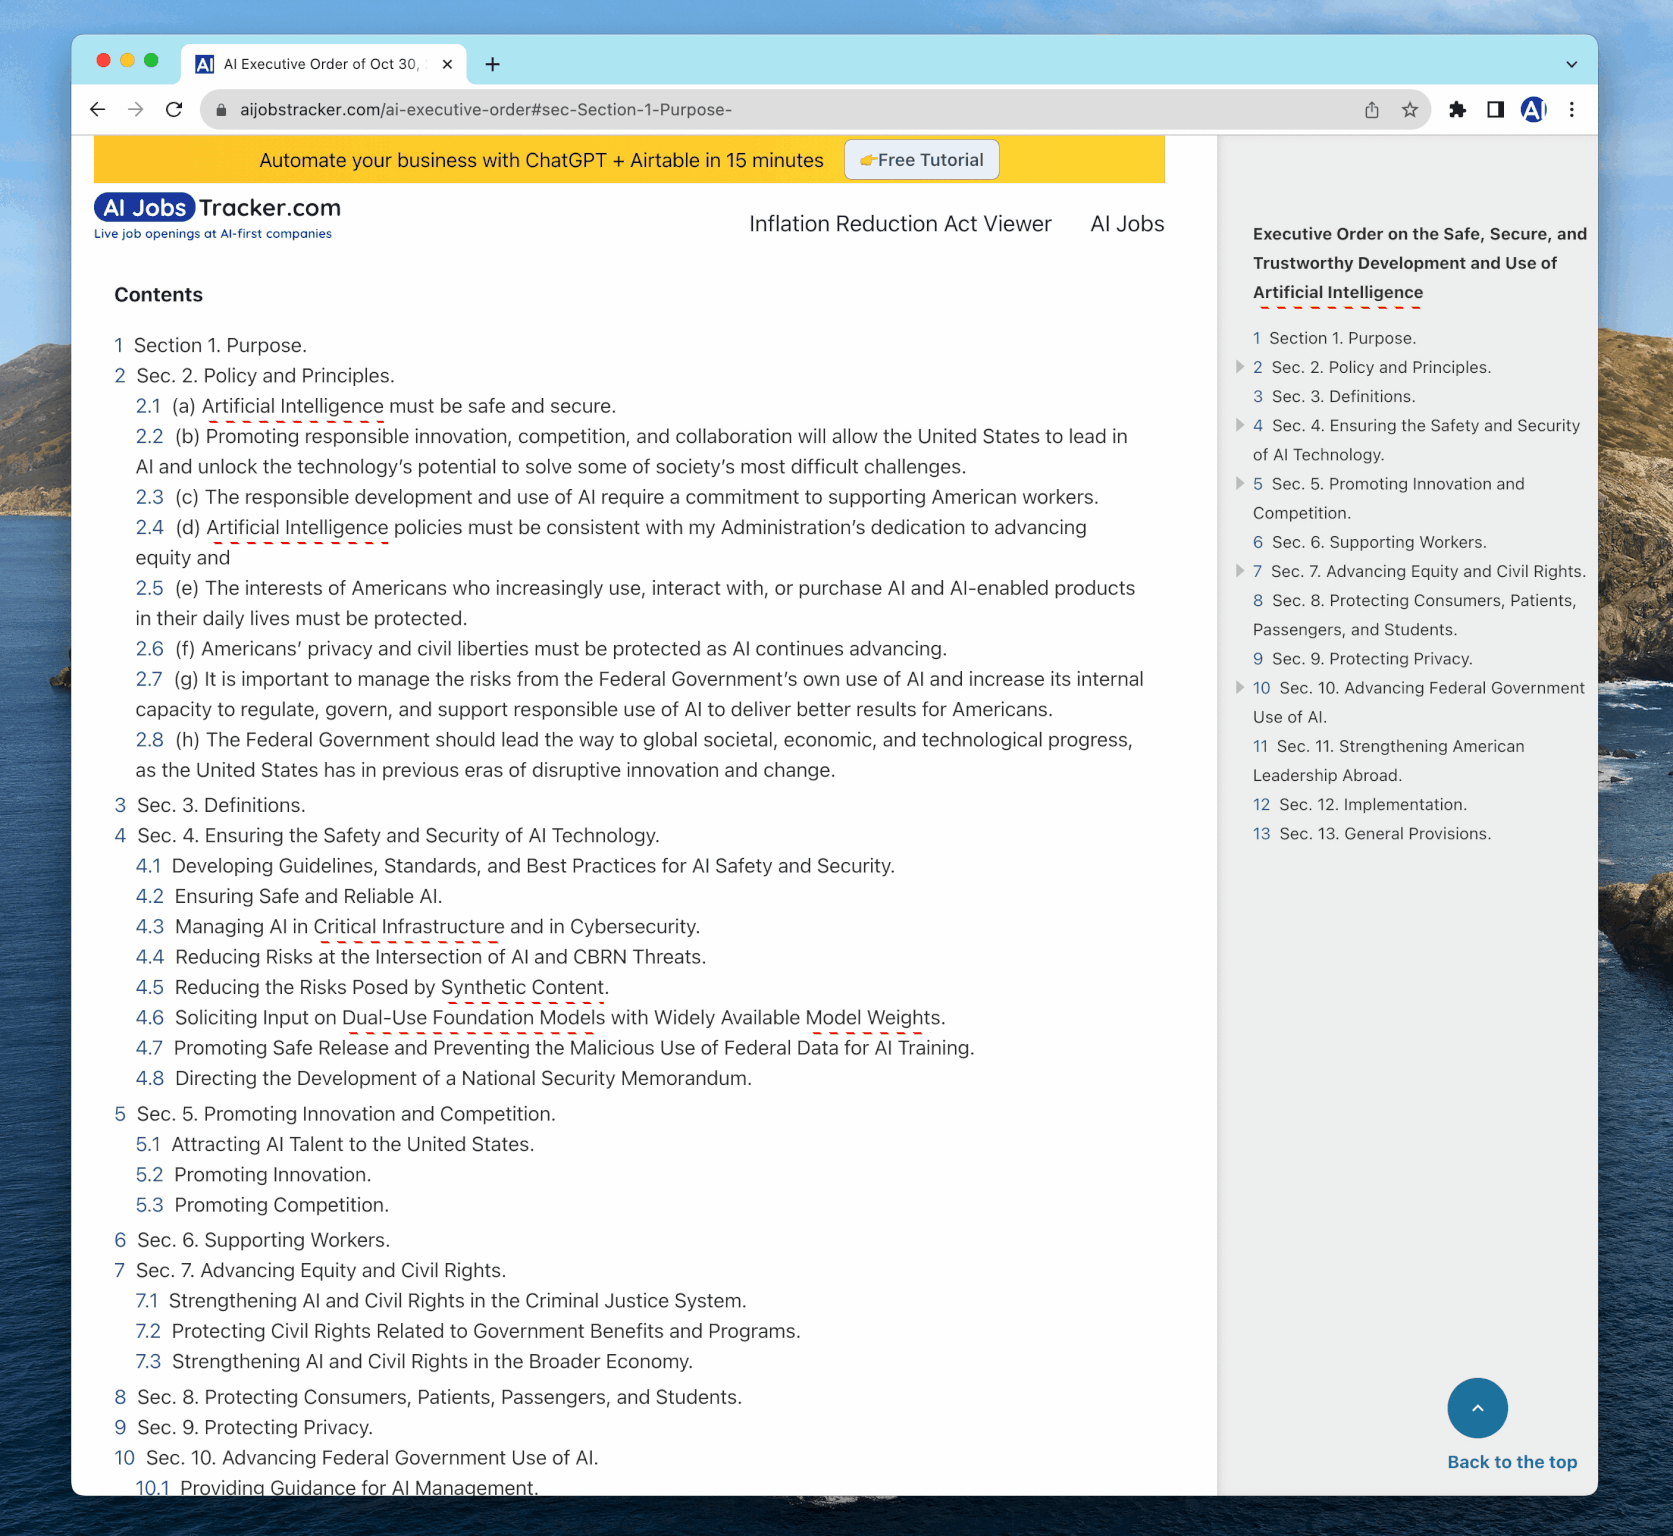 AI Executive Order of Oct 30,
aijobstracker.com/ai-executive-order#sec-Section-1-Purpose-
Automate your business with ChatGPT + Airtable in 15 minutes
👉Free Tutorial
AI Jobs Tracker.com
Live job openings at AI-first companies
Inflation Reduction Act Viewer
AI Jobs
Contents
1 Section 1. Purpose.
2 Sec. 2. Policy and Principles.
2.1 (a) Artificial Intelligence must be safe and secure.
2.2 (b) Promoting responsible innovation, competition, and collaboration will allow the United States to lead in
AI and unlock the technology’s potential to solve some of society’s most difficult challenges.
2.3 (c) The responsible development and use of AI require a commitment to supporting American workers.
2.4 (d) Artificial Intelligence policies must be consistent with my Administration’s dedication to advancing
equity and
2.5 (e) The interests of Americans who increasingly use, interact with, or purchase AI and AI-enabled products
in their daily lives must be protected.
2.6 (f) Americans’ privacy and civil liberties must be protected as AI continues advancing.
2.7 (g) It is important to manage the risks from the Federal Government’s own use of AI and increase its internal
capacity to regulate, govern, and support responsible use of AI to deliver better results for Americans.
2.8 (h) The Federal Government should lead the way to global societal, economic, and technological progress,
as the United States has in previous eras of disruptive innovation and change.
3 Sec. 3. Definitions.
4 Sec. 4. Ensuring the Safety and Security of AI Technology.
4.1 Developing Guidelines, Standards, and Best Practices for AI Safety and Security.
4.2 Ensuring Safe and Reliable AI.
4.3 Managing AI in Critical Infrastructure and in Cybersecurity.
4.4 Reducing Risks at the Intersection of AI and CBRN Threats.
4.5 Reducing the Risks Posed by Synthetic Content.
4.6 Soliciting Input on Dual-Use Foundation Models with Widely Available Model Weights.
4.7 Promoting Safe Release and Preventing the Malicious Use of Federal Data for AI Training.
4.8 Directing the Development of a National Security Memorandum.
5 Sec. 5. Promoting Innovation and Competition.
5.1 Attracting AI Talent to the United States.
5.2 Promoting Innovation.
5.3 Promoting Competition.
6 Sec. 6. Supporting Workers.
7 Sec. 7. Advancing Equity and Civil Rights.
7.1 Strengthening AI and Civil Rights in the Criminal Justice System.
7.2 Protecting Civil Rights Related to Government Benefits and Programs.
7.3 Strengthening AI and Civil Rights in the Broader Economy.
8 Sec. 8. Protecting Consumers, Patients, Passengers, and Students.
9 Sec. 9. Protecting Privacy.
10 Sec. 10. Advancing Federal Government Use of AI.
10.1 Providing Guidance for AI Management.
Executive Order on the Safe, Secure, and
Trustworthy Development and Use of
Artificial Intelligence
1 Section 1. Purpose.
2 Sec. 2. Policy and Principles.
3 Sec. 3. Definitions.
4 Sec. 4. Ensuring the Safety and Security
of AI Technology.
5 Sec. 5. Promoting Innovation and
Competition.
6 Sec. 6. Supporting Workers.
7 Sec. 7. Advancing Equity and Civil Rights.
8 Sec. 8. Protecting Consumers, Patients,
Passengers, and Students.
9 Sec. 9. Protecting Privacy.
10 Sec. 10. Advancing Federal Government
Use of AI.
11 Sec. 11. Strengthening American
Leadership Abroad.
12 Sec. 12. Implementation.
13 Sec. 13. General Provisions.
Back to the top